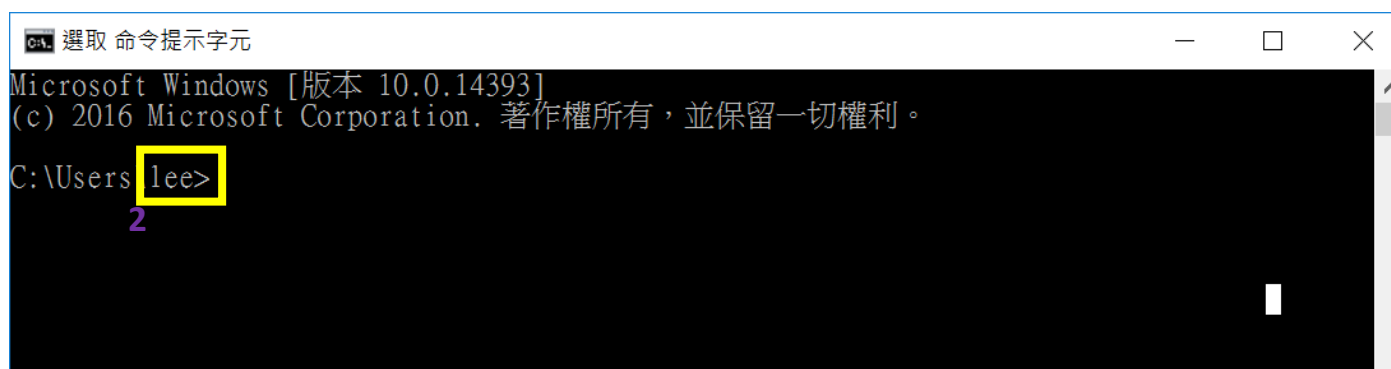 選取 命令提示字元
Microsoft Windows [版本 10.0.14393]
(c) 2016 Microsoft Corporation. 著作權所有，並保留一切權利。
C:\Users\lee>
2